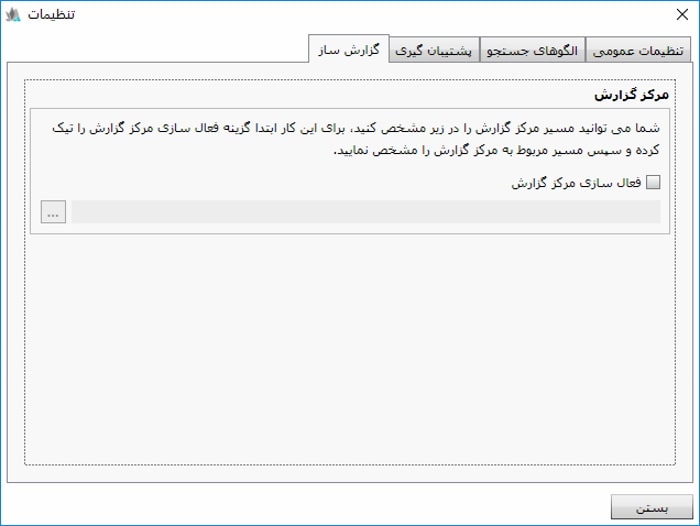 تنظیمات
تنظیمات عمومی
الگوهای جستجو
پشتیبان گیری
گزارش ساز
مرکز گزارش
شما می توانید مسیر مرکز گزارش را در زیر مشخص کنید، برای این کار ابتدا گزینه فعال سازی مرکز گزارش را تیک
کرده و سپس مسیر مربوط به مرکز گزارش را مشخص نمایید.
فعال سازی مرکز گزارش
...
بستن